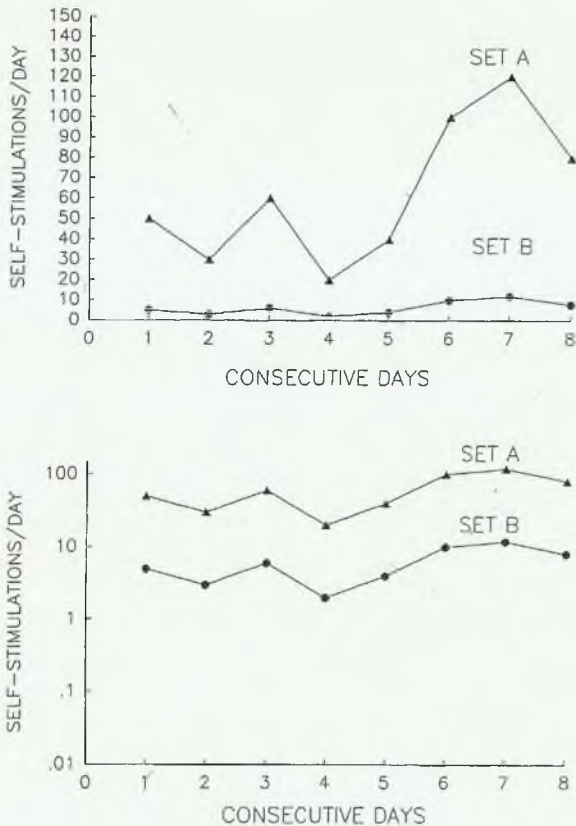 SELF-STIMULATIONS/DAY
150
140
130
120
110
100
90
80
70
60
50
40
30
20
10
0
SET A
SET B
0 1 2 3 4 5 6 7 8
CONSECUTIVE DAYS
SELF-STIMULATIONS/DAY
100
10
1
.1
.01
SET A
SET B
0 1 2 3 4 5 6 7 8
CONSECUTIVE DAYS